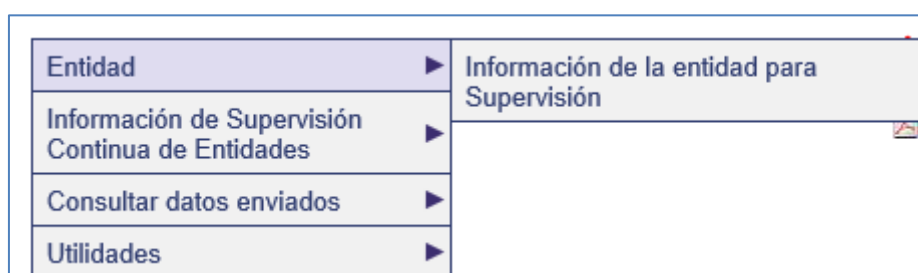 Entidad
Información de la entidad para
Supervisión
Información de Supervisión
Continua de Entidades
Consultar datos enviados
Utilidades